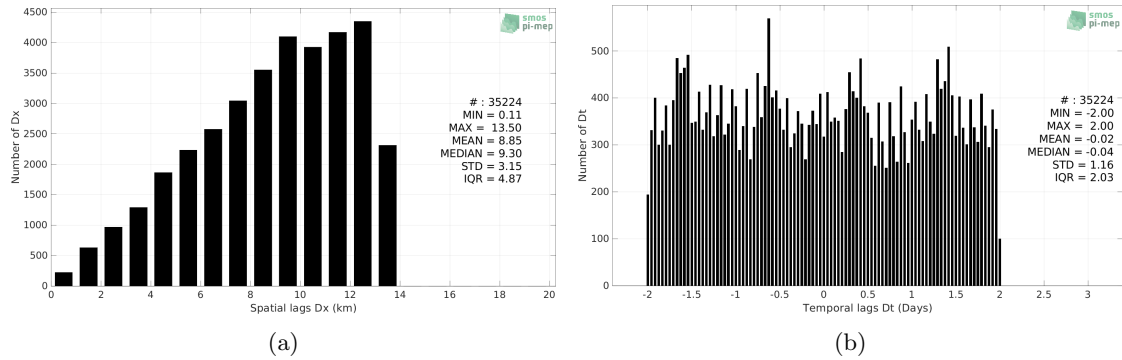 smos
pi-mep
4500
4000
3500
3000
2500
2000
1500
1000
500
0
Number of Dx
# : 35224
MIN = 0.11
MAX = 13.50
MEAN = 8.85
MEDIAN = 9.30
STD = 3.15
IQR = 4.87
0 2 4 6 8 10 12 14 16 18 20
Spatial lags Dx (km)
(a)
smos
pi-mep
500
400
300
200
100
0
Number of Dt
# : 35224
MIN = -2.00
MAX = 2.00
MEAN = -0.02
MEDIAN = -0.04
STD = 1.16
IQR = 2.03
-2 -1.5 -1 -0.5 0 0.5 1 1.5 2 2.5 3
Temporal lags Dt (Days)
(b)